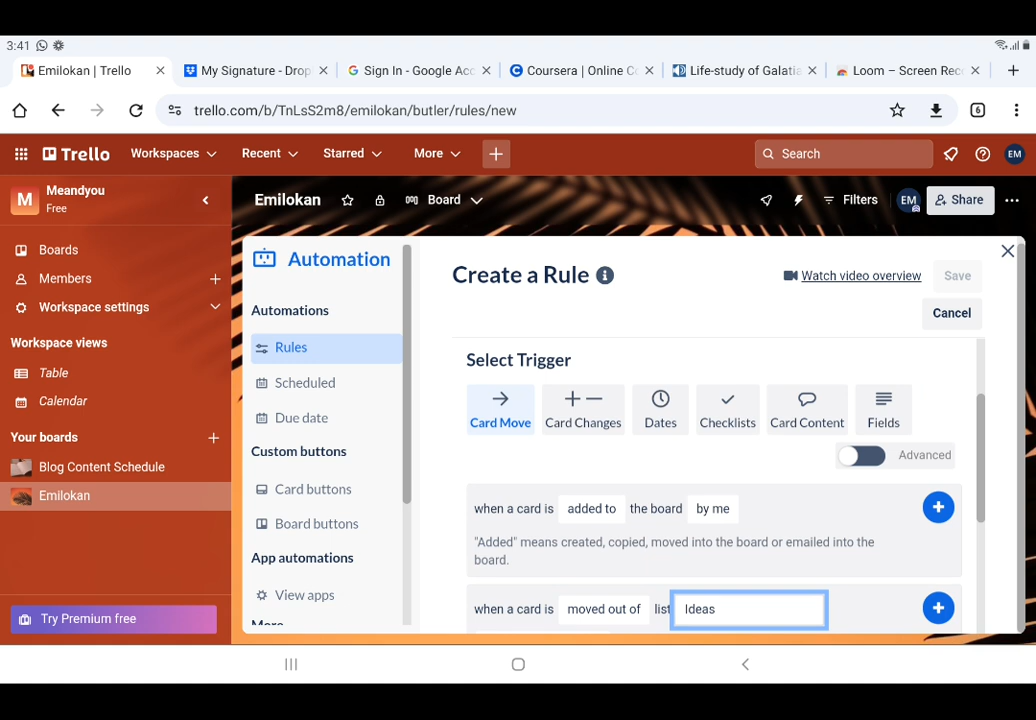 3:41
Emilokan | Trello
My Signature - Drop
Sign In - Google Acc
Coursera | Online Co
Life-study of Galatia
Loom – Screen Rec
trello.com/b/TnLsS2m8/emilokan/butler/rules/new
6
Trello
Workspaces
Recent
Starred
More
Search
EM
M
Meandyou
Free
Emilokan
Board
Filters
EM
Share
Boards
Members
Workspace settings
Workspace views
Table
Calendar
Your boards
Blog Content Schedule
Emilokan
Try Premium free
Automation
Automations
Rules
Scheduled
Due date
Custom buttons
Card buttons
Board buttons
App automations
View apps
More
Create a Rule
Watch video overview
Save
Cancel
Select Trigger
Card Move
Card Changes
Dates
Checklists
Card Content
Fields
Advanced
when a card is added to the board by me
"Added" means created, copied, moved into the board or emailed into the
board.
when a card is moved out of list Ideas